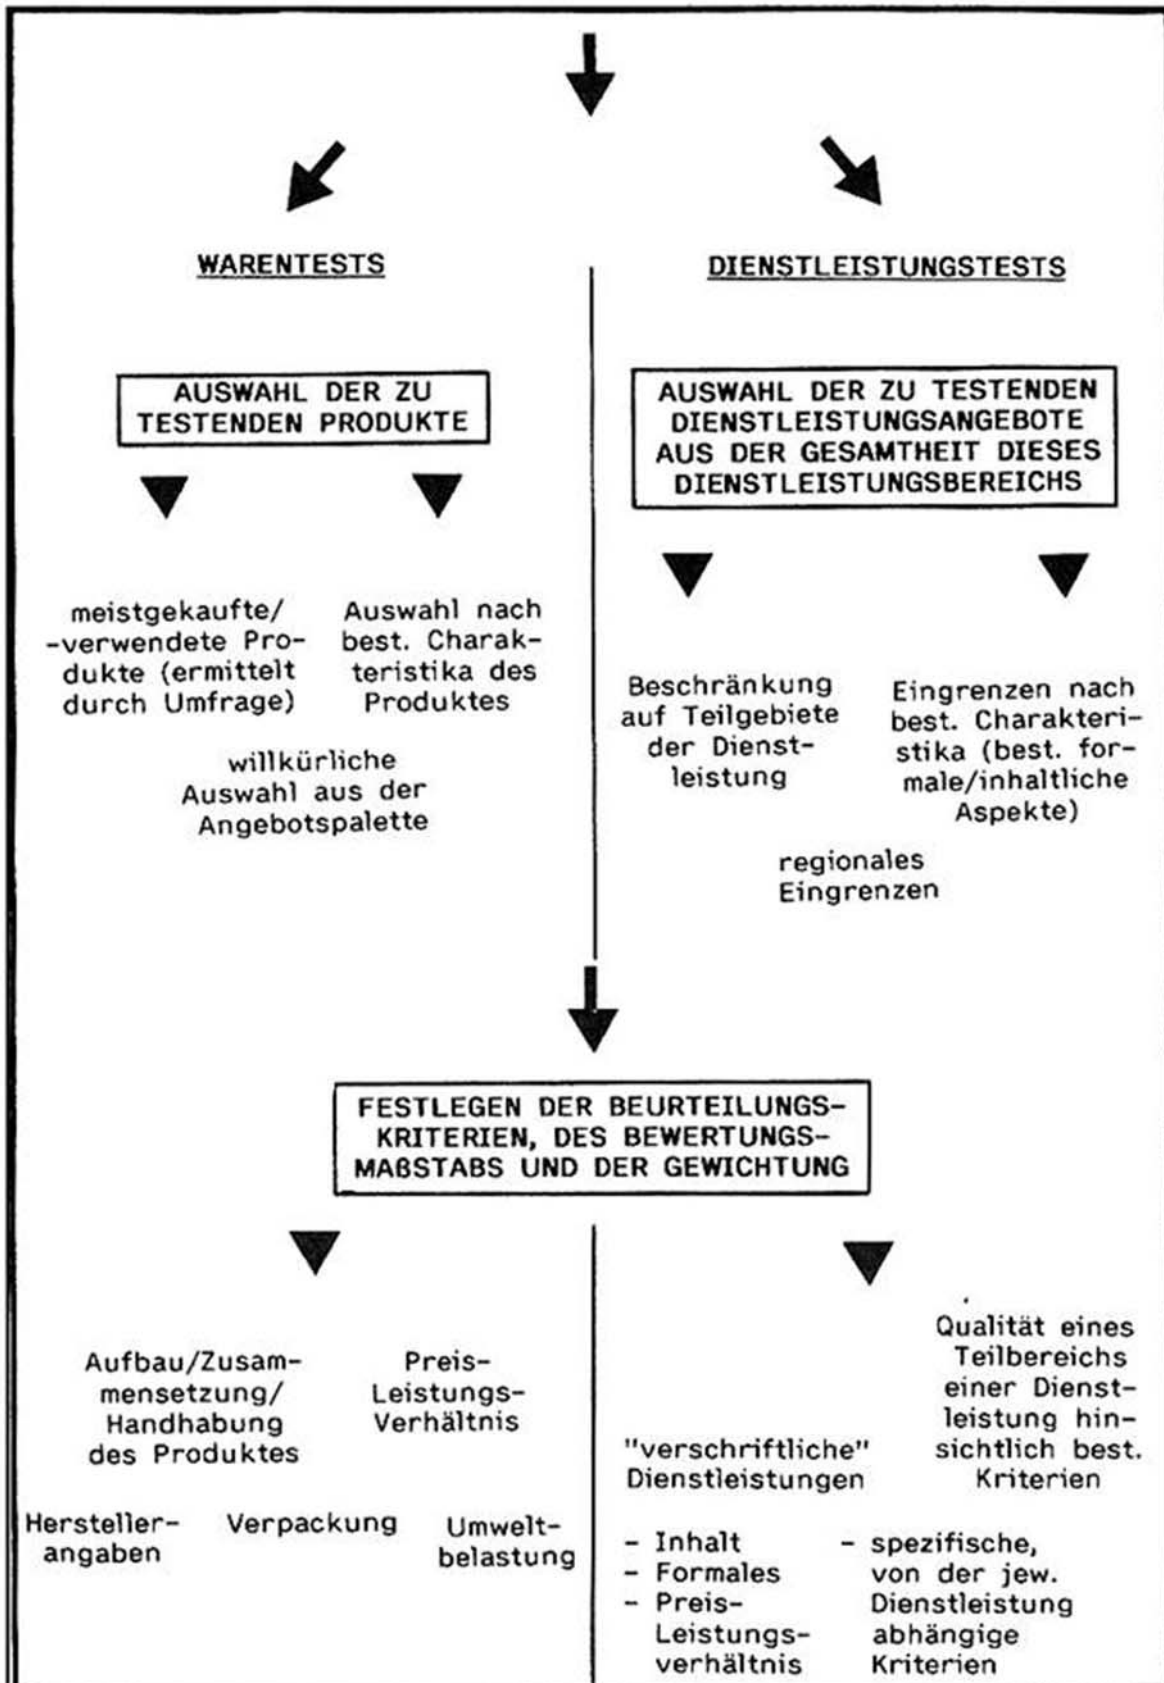 WARENTESTS
AUSWAHL DER ZU
TESTENDEN PRODUKTE
meistgekaufte/
-verwendete Pro-
dukte (ermittelt
durch Umfrage)
Auswahl nach
best. Charak-
teristika des
Produktes
willkürliche
Auswahl aus der
Angebotspalette
DIENSTLEISTUNGSTESTS
AUSWAHL DER ZU TESTENDEN
DIENSTLEISTUNGSANGEBOTE
AUS DER GESAMTHEIT DIESES
DIENSTLEISTUNGSBEREICHS
Beschränkung
auf Teilgebiete
der Dienst-
leistung
Eingrenzen nach
best. Charakteri-
stika (best. for-
male/inhaltliche
Aspekte)
regionales
Eingrenzen
FESTLEGEN DER BEURTEILUNGS-
KRITERIEN, DES BEWERTUNGS-
MAßSTABS UND DER GEWICHTUNG
Aufbau/Zusam-
mensetzung/
Handhabung
des Produktes
Preis-
Leistungs-
Verhältnis
Hersteller-
angaben
Verpackung
Umwelt-
belastung
"verschriftliche"
Dienstleistungen
- Inhalt
- Formales
- Preis-
Leistungs-
verhältnis
Qualität eines
Teilbereichs
einer Dienst-
leistung hin-
sichtlich best.
Kriterien
- spezifische,
von der jew.
Dienstleistung
abhängige
Kriterien